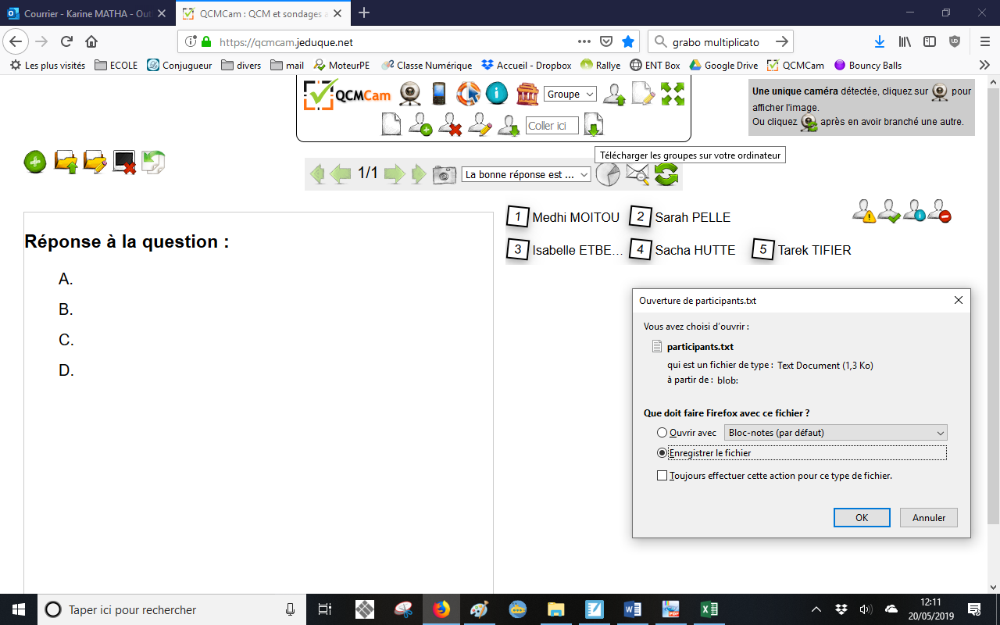 Courrier - Karine MATHA - Out
QCMCam : QCM et sondages a
https://qcmcam.jeduque.net
grabo multiplicato
Les plus visités
ECOLE
Conjugueur
divers
mail
MoteurPE
Classe Numérique
Accueil - Dropbox
Rallye
ENT Box
Google Drive
QCMCam
Bouncy Balls
QCMCam
Groupe
Coller ici
Une unique caméra détectée, cliquez sur pour
afficher l'image.
Ou cliquez après en avoir branché une autre.
Télécharger les groupes sur votre ordinateur
1/1
La bonne réponse est ...
Réponse à la question :
A.
B.
C.
D.
1 Medhi MOITOU
2 Sarah PELLE
3 Isabelle ETBE...
4 Sacha HUTTE
5 Tarek TIFIER
Ouverture de participants.txt
Vous avez choisi d'ouvrir :
participants.txt
qui est un fichier de type : Text Document (1,3 Ko)
à partir de : blob:
Que doit faire Firefox avec ce fichier ?
Ouvrir avec
Bloc-notes (par défaut)
Enregistrer le fichier
Toujours effectuer cette action pour ce type de fichier.
OK
Annuler
Taper ici pour rechercher
12:11
20/05/2019